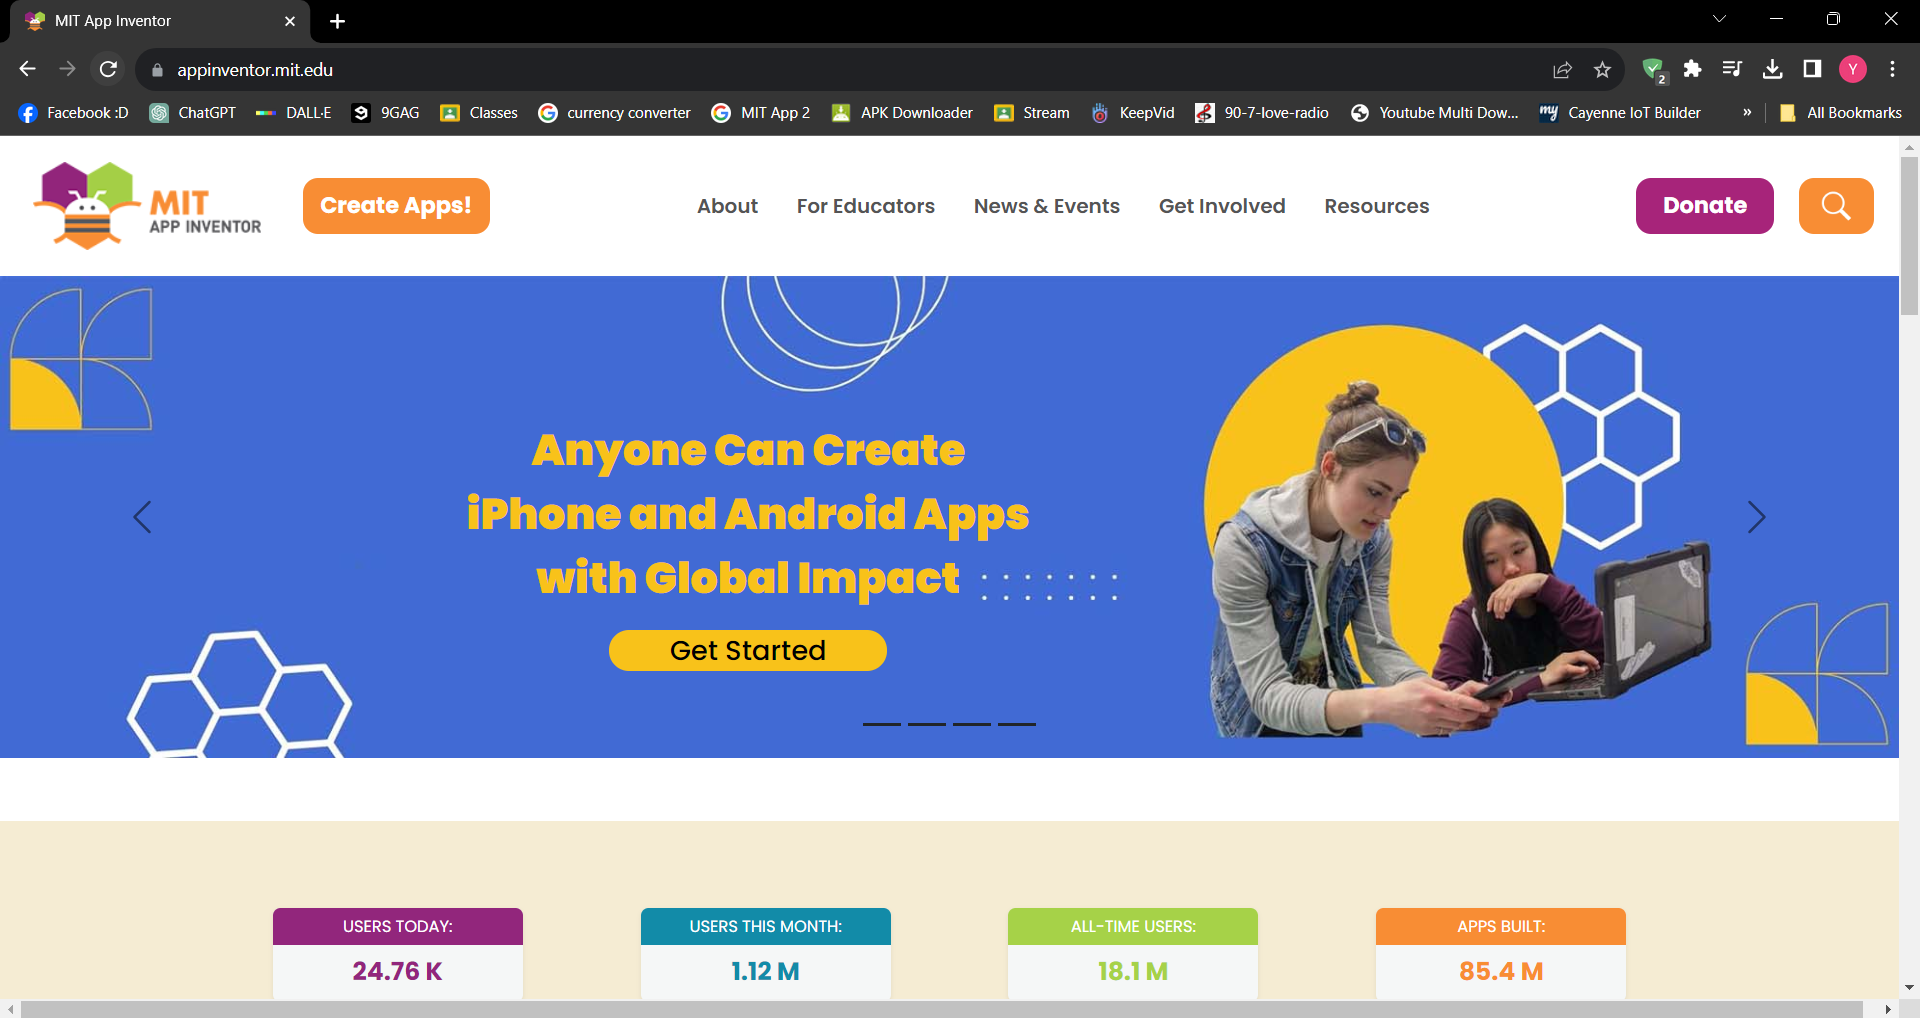 MIT App Inventor
appinventor.mit.edu
2
Y
Facebook :D
ChatGPT
DALL·E
9GAG
Classes
currency converter
MIT App 2
APK Downloader
Stream
KeepVid
90-7-love-radio
Youtube Multi Dow...
my
Cayenne IoT Builder
»
All Bookmarks
MIT
APP INVENTOR
Create Apps!
About
For Educators
News & Events
Get Involved
Resources
Donate
Anyone Can Create
iPhone and Android Apps
with Global Impact
Get Started
USERS TODAY:
24.76 K
USERS THIS MONTH:
1.12 M
ALL-TIME USERS:
18.1 M
APPS BUILT:
85.4 M